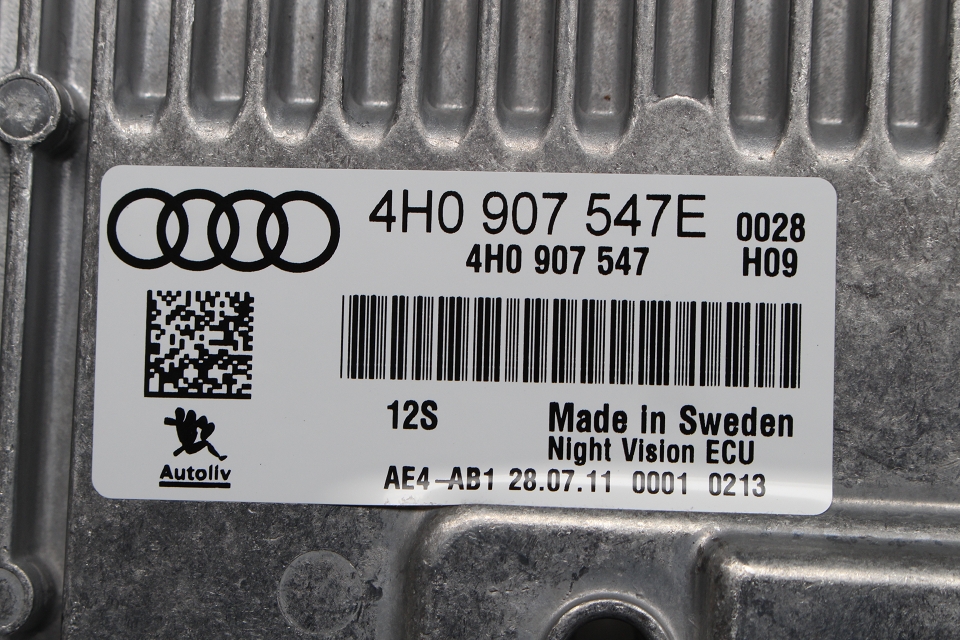 4H0 907 547E 0028
4H0 907 547 H09
12S Made in Sweden
Night Vision ECU
Autoliv
AE4-AB1 28.07.11 0001 0213